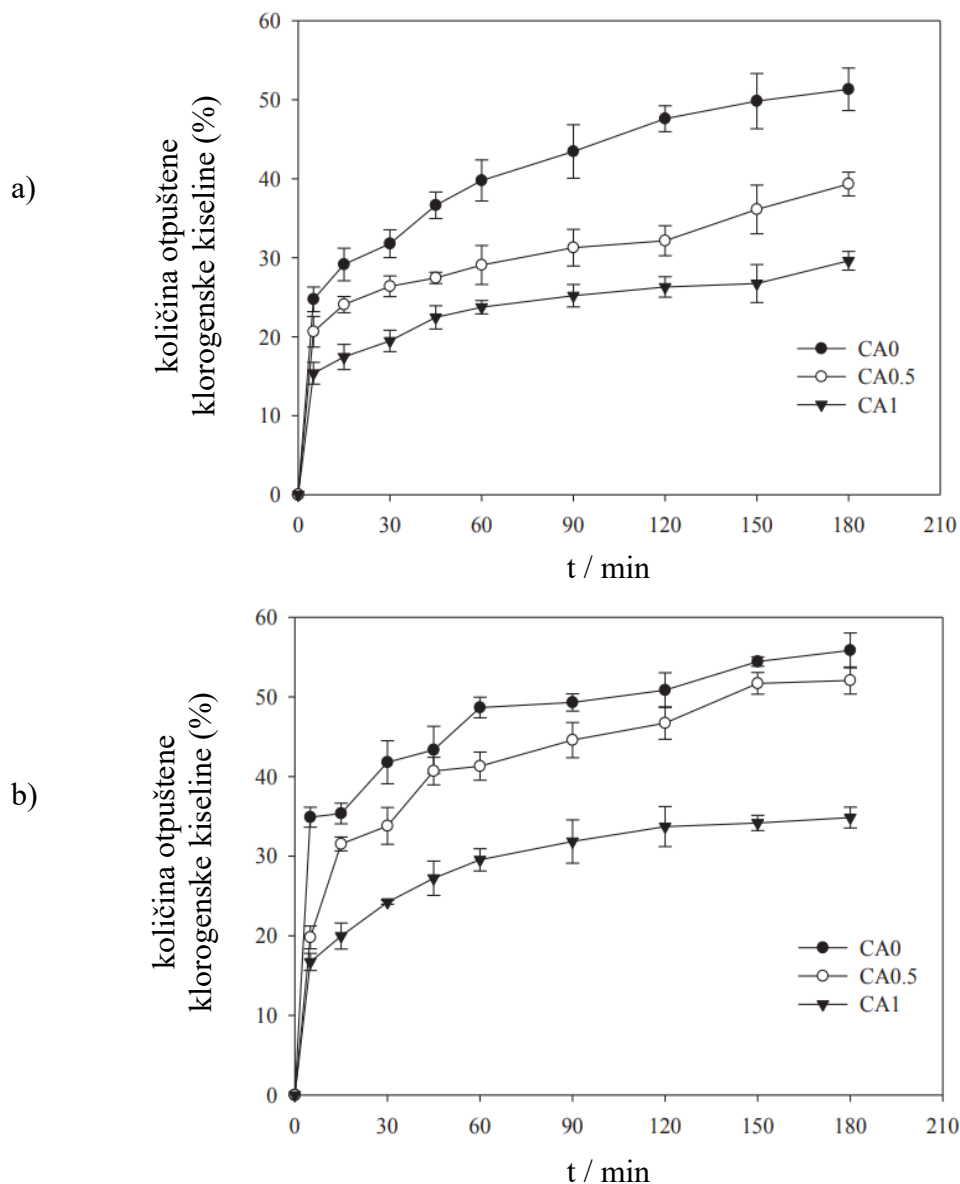 a)
količina otpuštene
klorogenske kiseline (%)
60
50
40
30
20
10
0
CA0
CA0.5
CA1
0 30 60 90 120 150 180 210
t / min
b)
količina otpuštene
klorogenske kiseline (%)
60
50
40
30
20
10
0
CA0
CA0.5
CA1
0 30 60 90 120 150 180 210
t / min